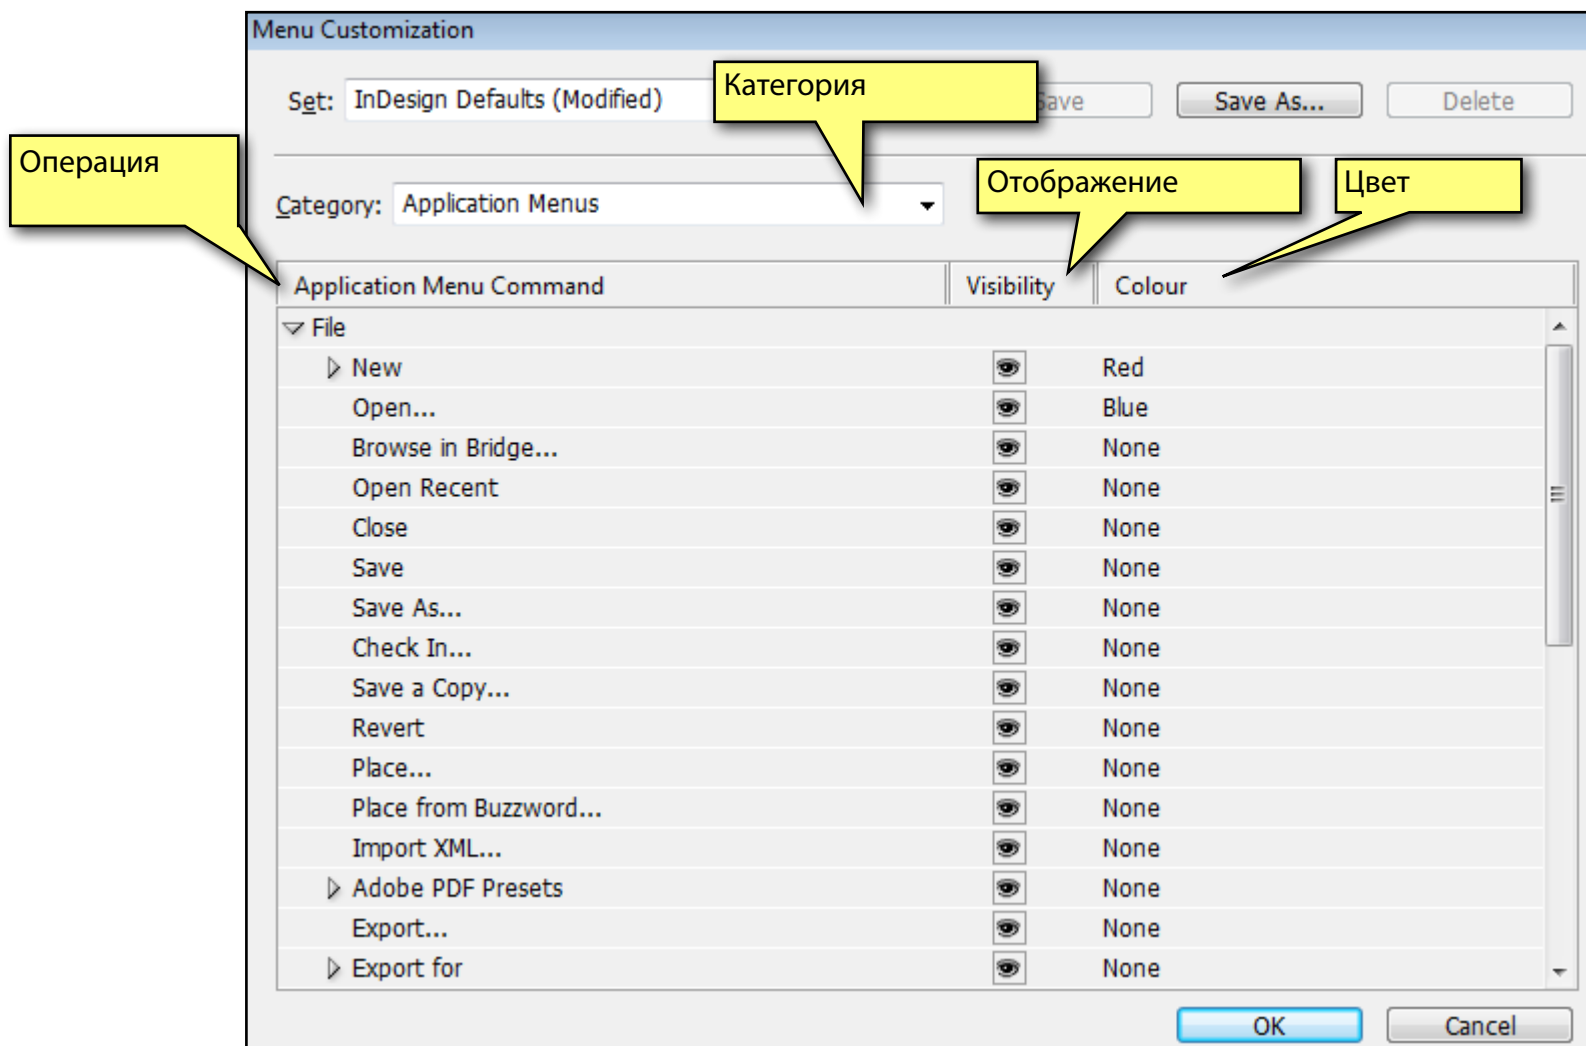 Menu Customization
Set: InDesign Defaults (Modified)
Категория
Save
Save As...
Delete
Операция
Category: Application Menus
Отображение
Цвет
Application Menu Command
Visibility
Colour
File
New Red
Open... Blue
Browse in Bridge... None
Open Recent None
Close None
Save None
Save As... None
Check In... None
Save a Copy... None
Revert None
Place... None
Place from Buzzword... None
Import XML... None
Adobe PDF Presets None
Export... None
Export for None
OK
Cancel